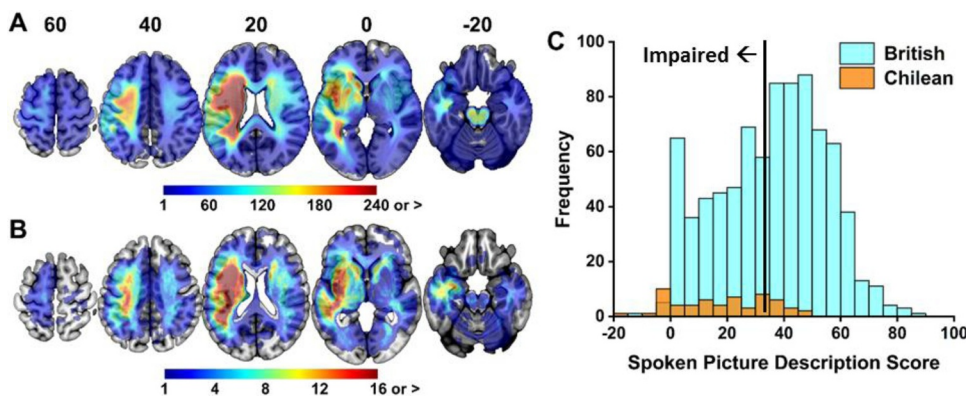 A 60 40 20 0 -20
1 60 120 180 240 or >
B
1 4 8 12 16 or >
C
Impaired ←
British
Chilean
100
80
60
40
20
0
Frequency
-20 0 20 40 60 80 100
Spoken Picture Description Score